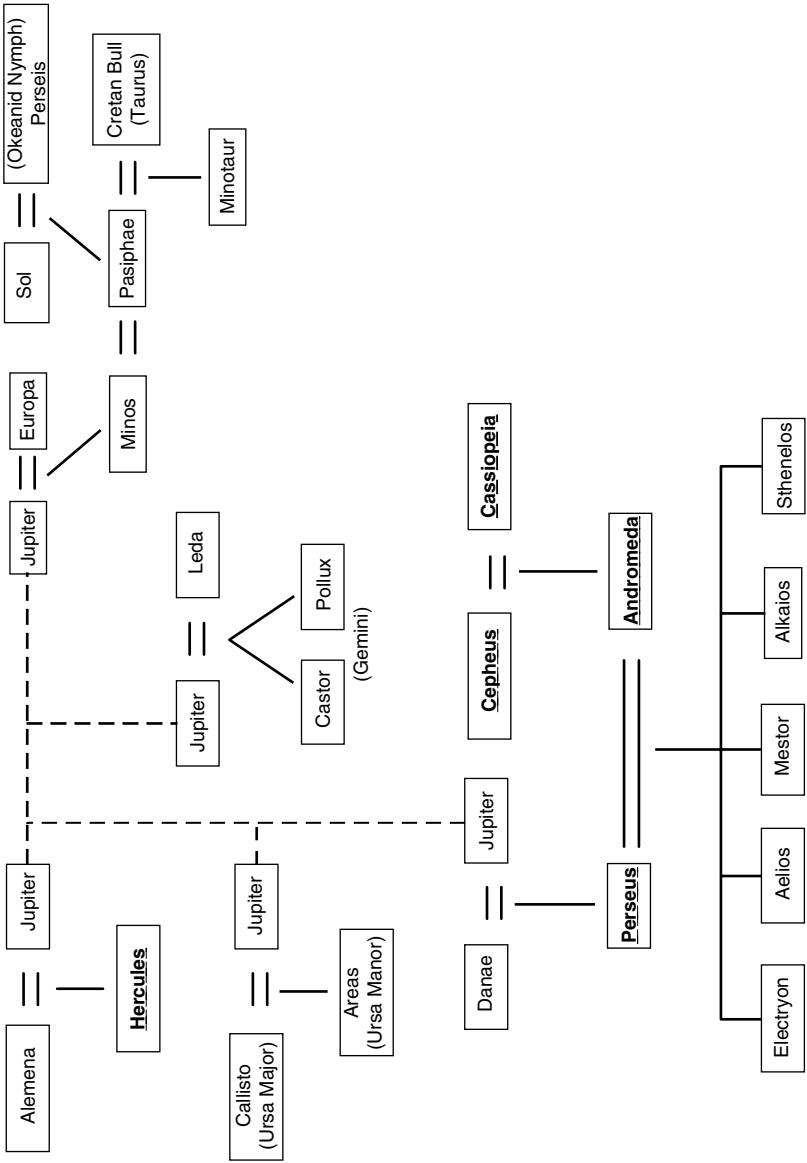 Alemena
Jupiter
Jupiter
Europa
Sol
(Okeanid Nymph)
Perseis
Hercules
Minos
Pasiphae
Cretan Bull
(Taurus)
Minotaur
Jupiter
Leda
Castor
Pollux
(Gemini)
Callisto
(Ursa Major)
Jupiter
Areas
(Ursa Manor)
Danae
Jupiter
Cepheus
Cassiopeia
Perseus
Andromeda
Electryon
Aelios
Mestor
Alkaios
Sthenelos